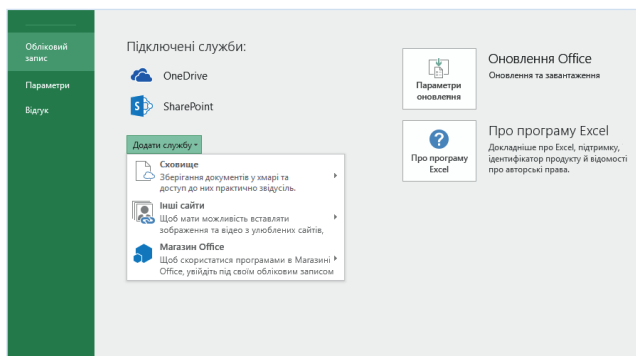 Обліковий
запис
Параметри
Відгук
Підключені служби:
OneDrive
SharePoint
Додати службу
Сховище
Зберігання документів у хмарі та
доступ до них практично звідусіль.
Інші сайти
Щоб мати можливість вставляти
зображення та відео з улюблених сайтів,
Магазин Office
Щоб скористатися програмами в Магазині
Office, увійдіть під своїм обліковим записом
Параметри
оновлення
Оновлення Office
Оновлення та завантаження
Про програму
Excel
Про програму Excel
Докладніше про Excel, підтримку,
ідентифікатор продукту й відомості
про авторські права.